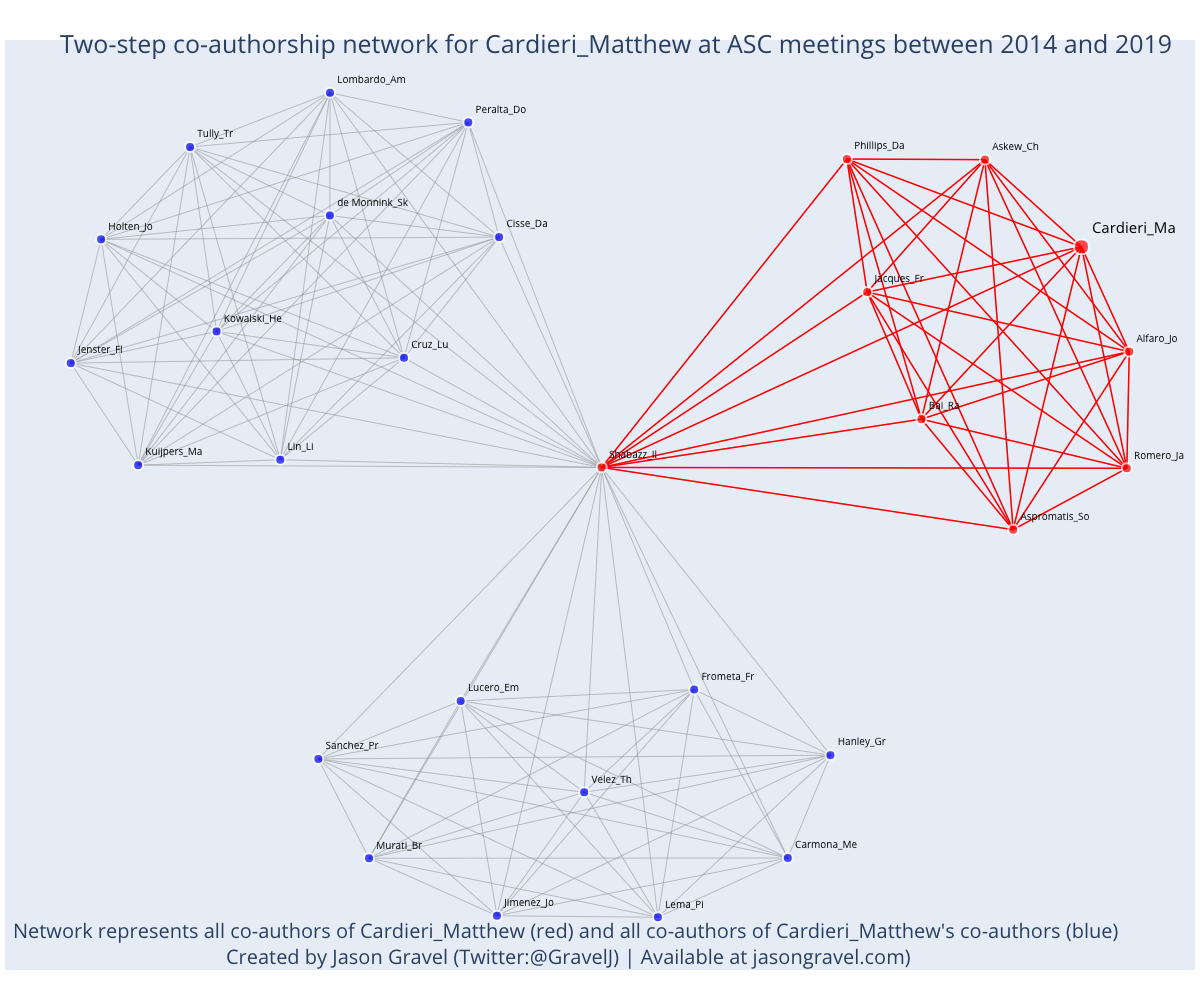 Two-step co-authorship network for Cardieri_Matthew at ASC meetings between 2014 and 2019
Lombardo_Am
Peralta_Do
Tully_Tr
Phillips_Da
Askew_Ch
de Monnink_Sk
Holten_Jo
Cisse_Da
Cardieri_Ma
Jacques_Fr
Kowalski_He
Cruz_Lu
Jenster_Fl
Alfaro_Jo
Bai_Ra
Kuijpers_Ma
Lin_Li
Shabazz_Il
Romero_Ja
Aspromatis_So
Lucero_Em
Frometa_Fr
Sanchez_Pr
Hanley_Gr
Velez_Th
Murati_Br
Carmona_Me
Jimenez_Jo
Lema_Pi
Network represents all co-authors of Cardieri_Matthew (red) and all co-authors of Cardieri_Matthew's co-authors (blue)
Created by Jason Gravel (Twitter:@GravelJ) | Available at jasongravel.com)